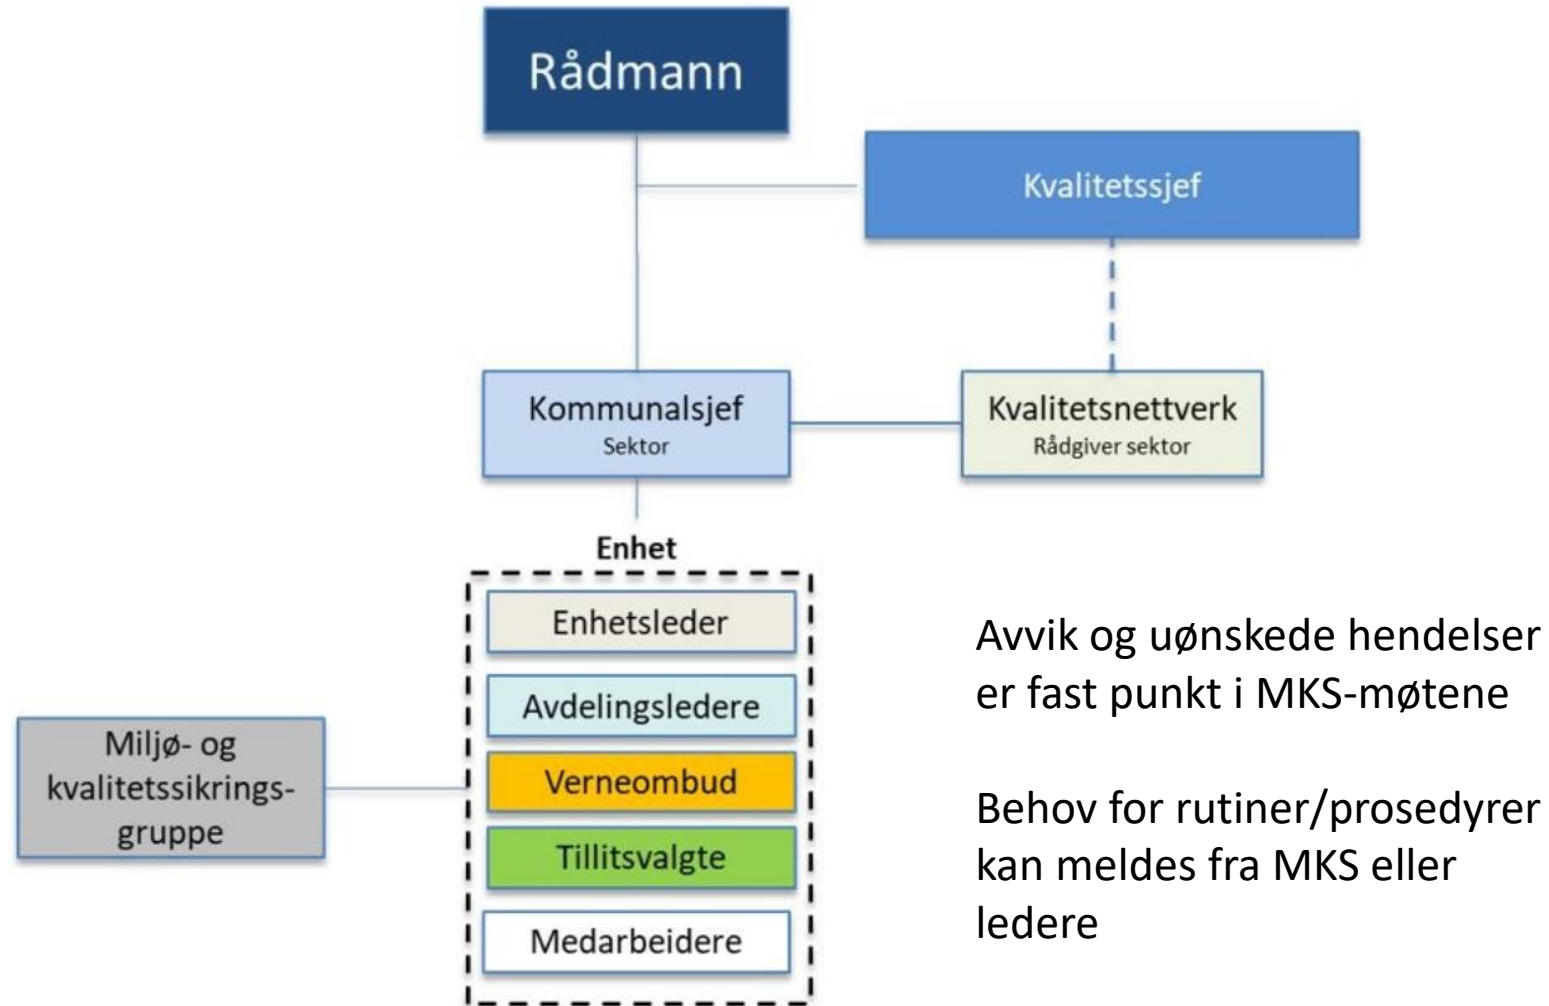 Rådmann
Kvalitetssjef
Kommunalsjef
Sektor
Kvalitetsnettverk
Rådgiver sektor
Enhet
Enhetsleder
Avdelingsledere
Verneombud
Tillitsvalgte
Medarbeidere
Miljø- og
kvalitetssikrings-
gruppe
Avvik og uønskede hendelser
er fast punkt i MKS-møtene
Behov for rutiner/prosedyrer
kan meldes fra MKS eller
ledere